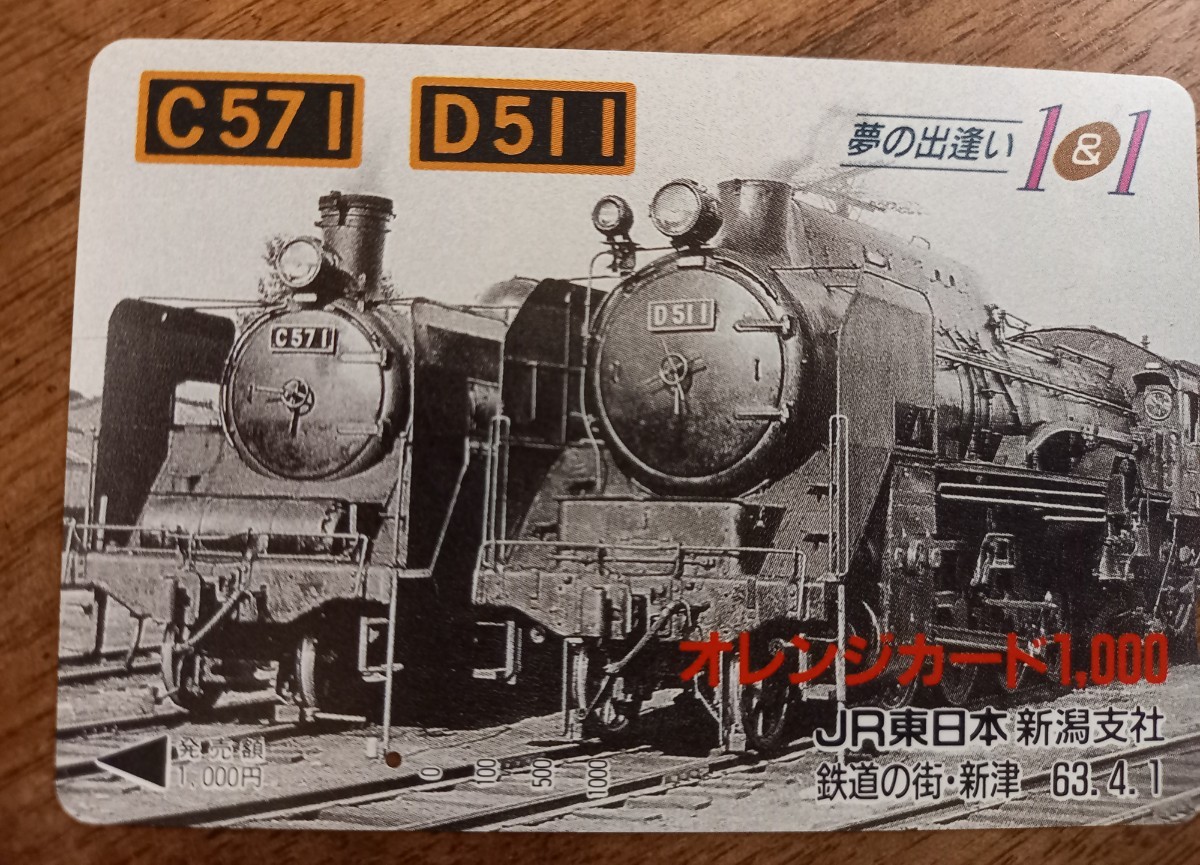 C57 1
D51 1
夢の出逢い 1&1
C57 1
D51 1
オレンジカード1,000
JR東日本 新潟支社
鉄道の街・新津 63.4.1
発売額
1,000円
0 100 500 1000